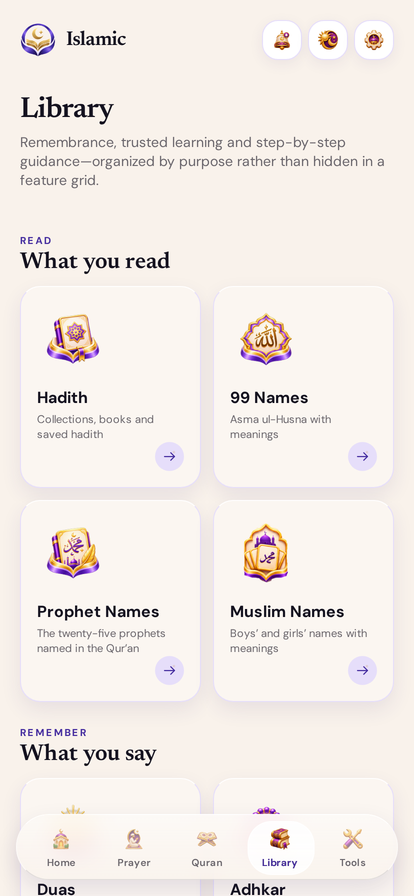 Islamic
Library
Remembrance, trusted learning and step-by-step
guidance—organized by purpose rather than hidden in a
feature grid.
READ
What you read
Hadith
Collections, books and
saved hadith
الله
99 Names
Asma ul-Husna with
meanings
محمد
Prophet Names
The twenty-five prophets
named in the Qur’an
محمد
Muslim Names
Boys’ and girls’ names with
meanings
REMEMBER
What you say
Duas
Adhkar
Home
Prayer
Quran
Library
Tools